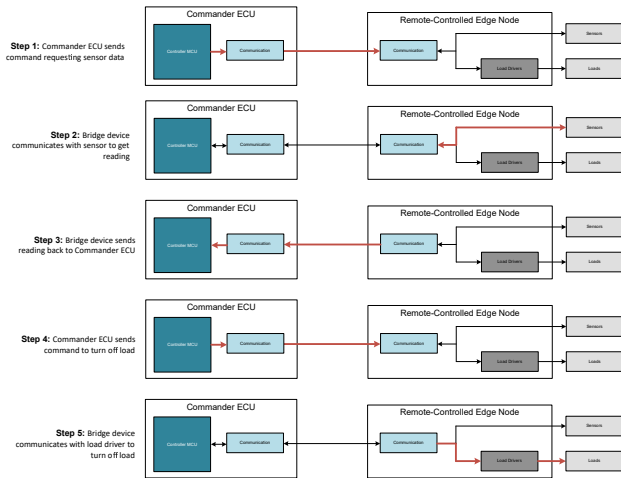 Commander ECU
Remote-Controlled Edge Node
Step 1: Commander ECU sends
command requesting sensor data
Controller MCU
Communication
Communication
Sensors
Load Drivers
Loads
Commander ECU
Remote-Controlled Edge Node
Step 2: Bridge device
communicates with sensor to get
reading
Controller MCU
Communication
Communication
Sensors
Load Drivers
Loads
Commander ECU
Remote-Controlled Edge Node
Step 3: Bridge device sends
reading back to Commander ECU
Controller MCU
Communication
Communication
Sensors
Load Drivers
Loads
Commander ECU
Remote-Controlled Edge Node
Step 4: Commander ECU sends
command to turn off load
Controller MCU
Communication
Communication
Sensors
Load Drivers
Loads
Commander ECU
Remote-Controlled Edge Node
Step 5: Bridge device
communicates with load driver to
turn off load
Controller MCU
Communication
Communication
Sensors
Load Drivers
Loads